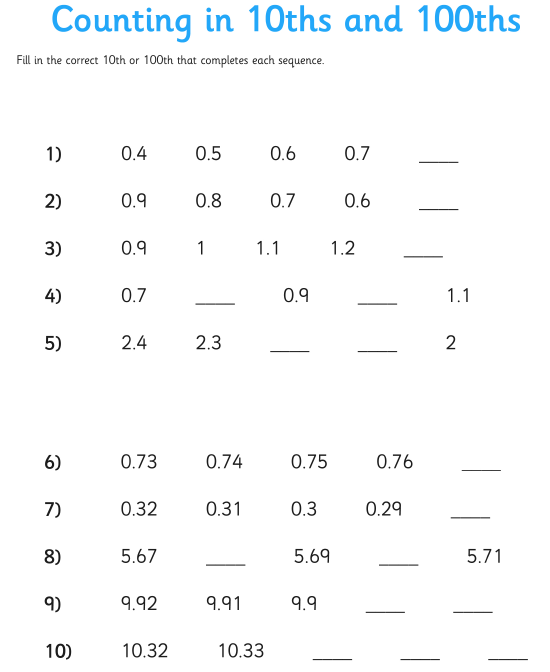 Counting in 10ths and 100ths
Fill in the correct 10th or 100th that completes each sequence.
1) 0.4 0.5 0.6 0.7 ____
2) 0.9 0.8 0.7 0.6 ____
3) 0.9 1 1.1 1.2 ____
4) 0.7 ____ 0.9 ____ 1.1
5) 2.4 2.3 ____ ____ 2
6) 0.73 0.74 0.75 0.76 ____
7) 0.32 0.31 0.3 0.29 ____
8) 5.67 ____ 5.69 ____ 5.71
9) 9.92 9.91 9.9 ____ ____
10) 10.32 10.33 ____ ____ ____